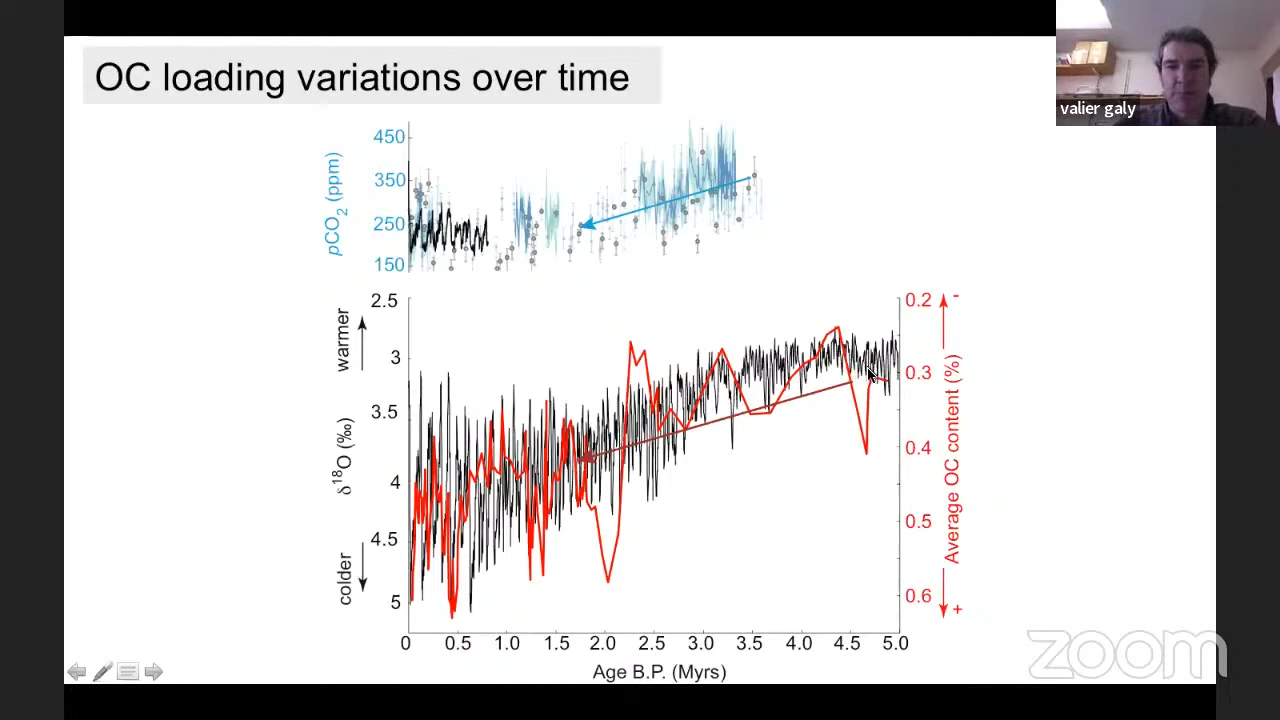 OC loading variations over time
valier galy
pCO2 (ppm)
450
350
250
150
warmer
δ18O (‰)
colder
2.5
3
3.5
4
4.5
5
0.2
0.3
0.4
0.5
0.6
-
Average OC content (%)
+
0 0.5 1.0 1.5 2.0 2.5 3.0 3.5 4.0 4.5 5.0
Age B.P. (Myrs)
zoom